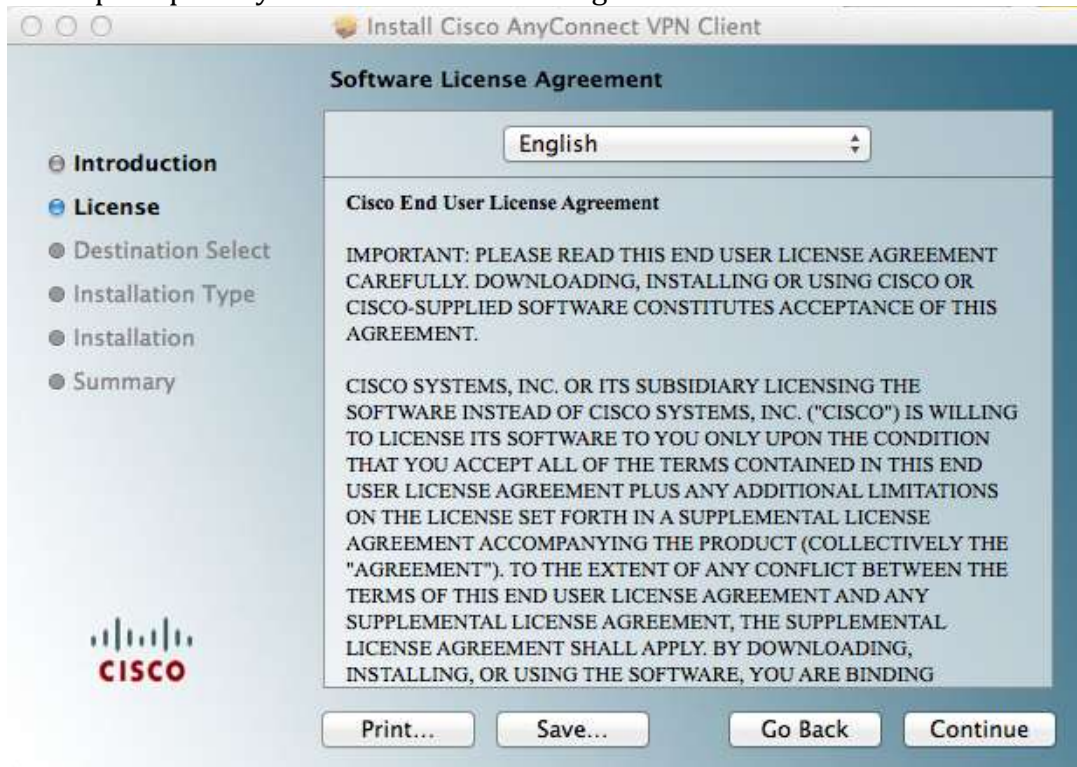 Install Cisco AnyConnect VPN Client
Software License Agreement
Introduction
License
Destination Select
Installation Type
Installation
Summary
CISCO
English
Cisco End User License Agreement
IMPORTANT: PLEASE READ THIS END USER LICENSE AGREEMENT
CAREFULLY. DOWNLOADING, INSTALLING OR USING CISCO OR
CISCO-SUPPLIED SOFTWARE CONSTITUTES ACCEPTANCE OF THIS
AGREEMENT.
CISCO SYSTEMS, INC. OR ITS SUBSIDIARY LICENSING THE
SOFTWARE INSTEAD OF CISCO SYSTEMS, INC. ("CISCO") IS WILLING
TO LICENSE ITS SOFTWARE TO YOU ONLY UPON THE CONDITION
THAT YOU ACCEPT ALL OF THE TERMS CONTAINED IN THIS END
USER LICENSE AGREEMENT PLUS ANY ADDITIONAL LIMITATIONS
ON THE LICENSE SET FORTH IN A SUPPLEMENTAL LICENSE
AGREEMENT ACCOMPANYING THE PRODUCT (COLLECTIVELY THE
"AGREEMENT"). TO THE EXTENT OF ANY CONFLICT BETWEEN THE
TERMS OF THIS END USER LICENSE AGREEMENT AND ANY
SUPPLEMENTAL LICENSE AGREEMENT, THE SUPPLEMENTAL
LICENSE AGREEMENT SHALL APPLY. BY DOWNLOADING,
INSTALLING, OR USING THE SOFTWARE, YOU ARE BINDING
Print...
Save...
Go Back
Continue